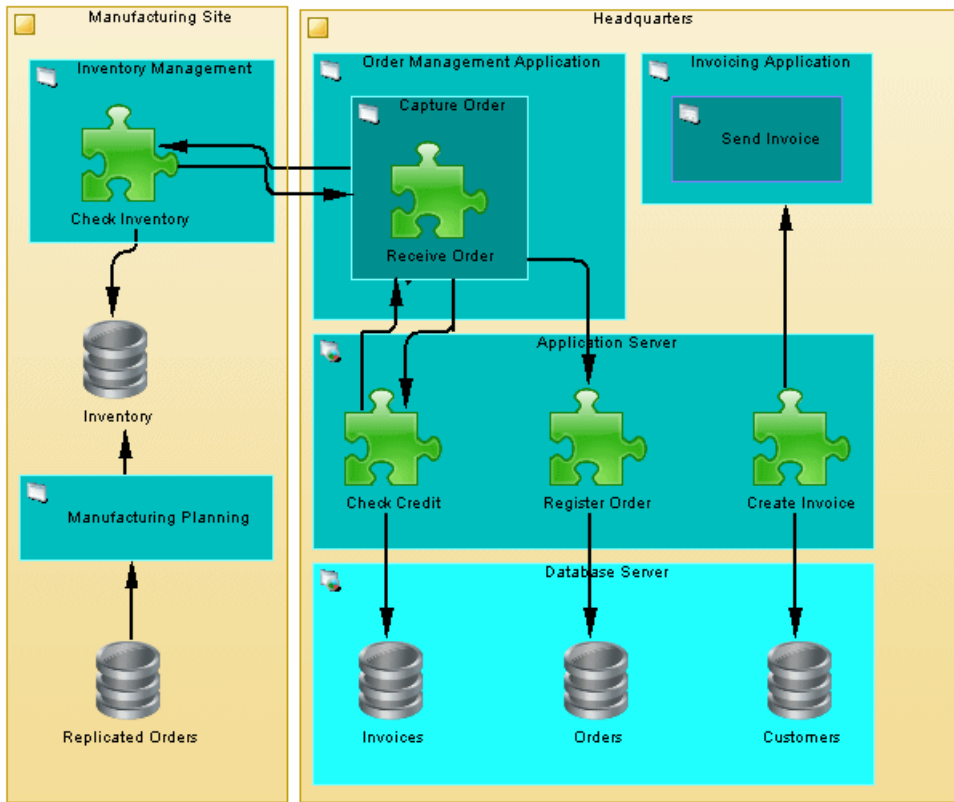 Manufacturing Site
Headquarters
Inventory Management
Order Management Application
Invoicing Application
Capture Order
Send Invoice
Check Inventory
Receive Order
Application Server
Inventory
Check Credit
Register Order
Create Invoice
Manufacturing Planning
Database Server
Replicated Orders
Invoices
Orders
Customers